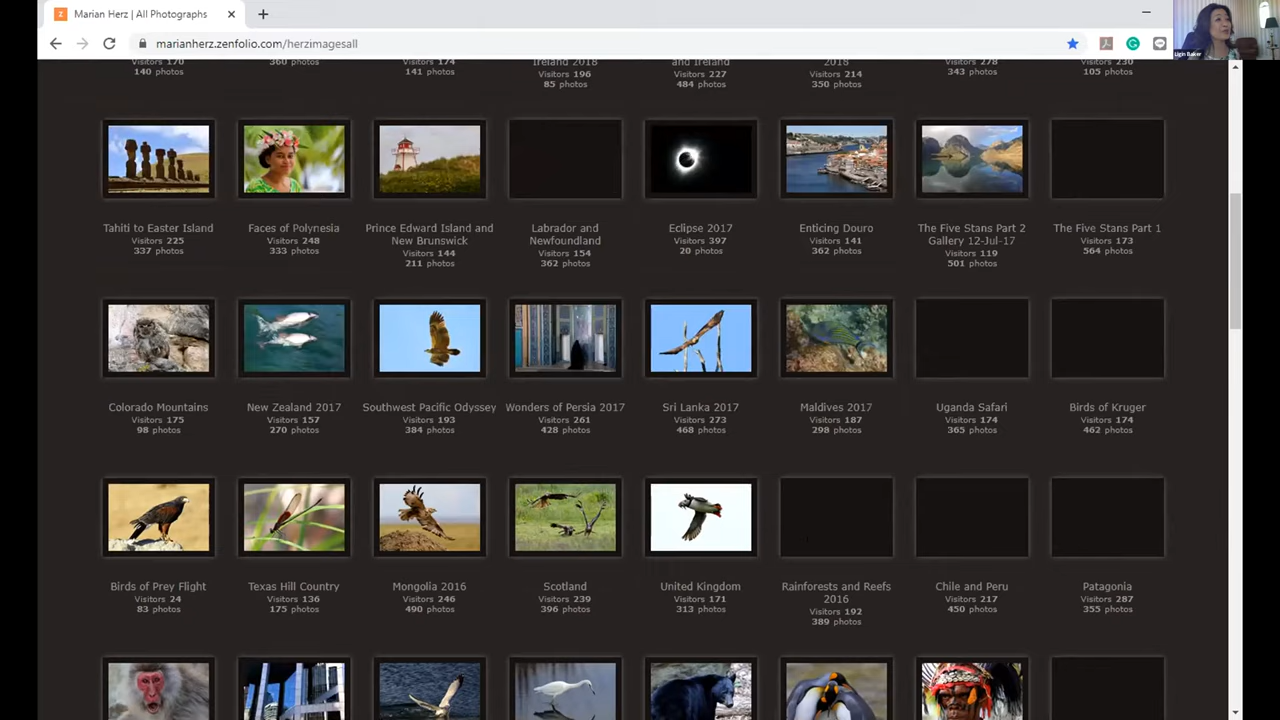 Marian Herz | All Photographs
marianherz.zenfolio.com/herzimagesall
Ligin Baker
Visitors 170
140 photos
360 photos
Visitors 174
141 photos
Ireland 2018
Visitors 196
85 photos
and Ireland
Visitors 227
484 photos
2018
Visitors 214
350 photos
Visitors 278
343 photos
Visitors 230
105 photos
Tahiti to Easter Island
Visitors 225
337 photos
Faces of Polynesia
Visitors 248
333 photos
Prince Edward Island and
New Brunswick
Visitors 144
211 photos
Labrador and
Newfoundland
Visitors 154
362 photos
Eclipse 2017
Visitors 397
20 photos
Enticing Douro
Visitors 141
362 photos
The Five Stans Part 2
Gallery 12-Jul-17
Visitors 119
501 photos
The Five Stans Part 1
Visitors 173
564 photos
Colorado Mountains
Visitors 175
98 photos
New Zealand 2017
Visitors 157
270 photos
Southwest Pacific Odyssey
Visitors 193
384 photos
Wonders of Persia 2017
Visitors 261
428 photos
Sri Lanka 2017
Visitors 273
468 photos
Maldives 2017
Visitors 187
298 photos
Uganda Safari
Visitors 174
365 photos
Birds of Kruger
Visitors 174
462 photos
Birds of Prey Flight
Visitors 24
83 photos
Texas Hill Country
Visitors 136
175 photos
Mongolia 2016
Visitors 246
490 photos
Scotland
Visitors 239
396 photos
United Kingdom
Visitors 171
313 photos
Rainforests and Reefs
2016
Visitors 192
389 photos
Chile and Peru
Visitors 217
450 photos
Patagonia
Visitors 287
355 photos